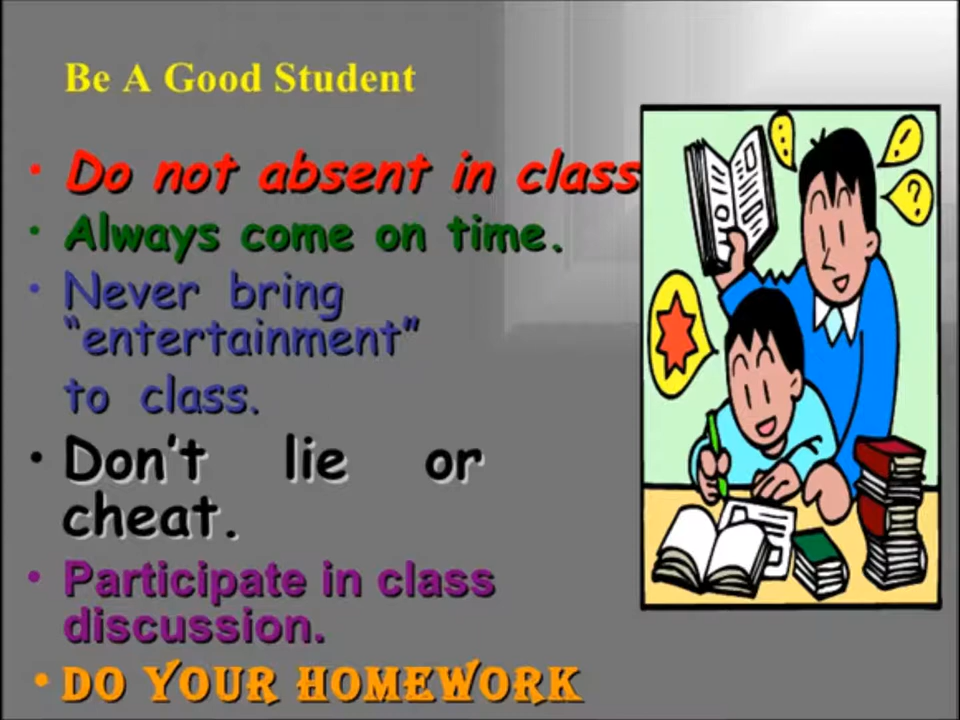 Be A Good Student
• Do not absent in class
• Always come on time.
• Never bring
“entertainment”
to class.
• Don’t lie or
cheat.
• Participate in class
discussion.
• DO YOUR HOMEWORK
!
?